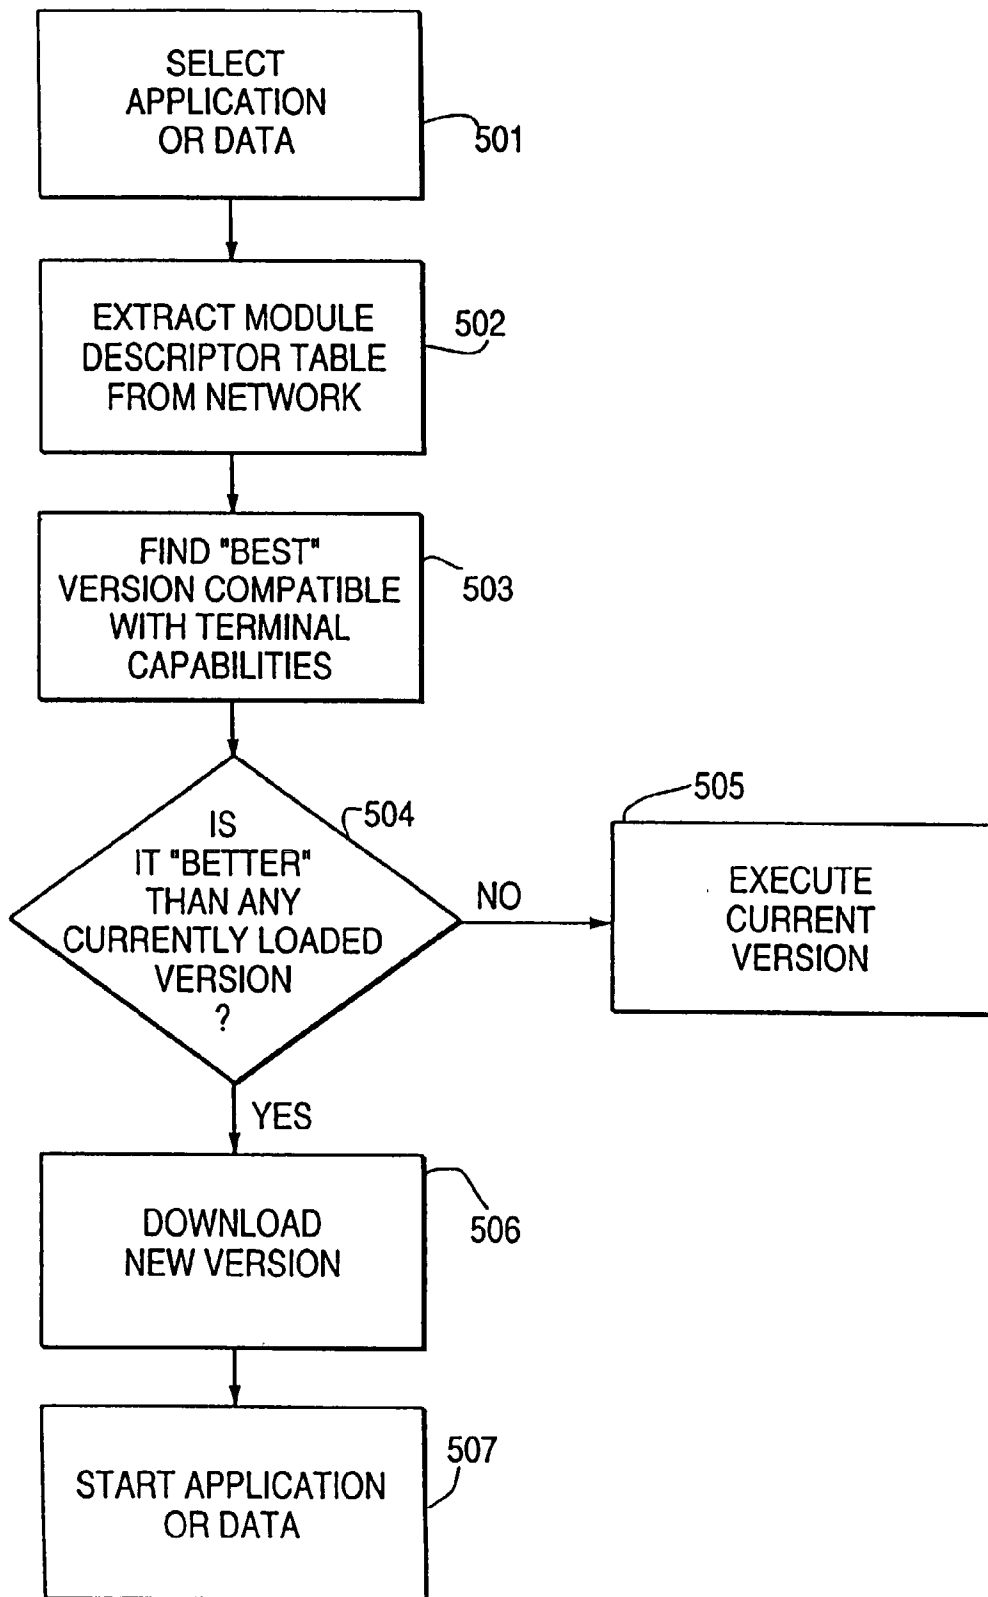 SELECT
APPLICATION
OR DATA
501
EXTRACT MODULE
DESCRIPTOR TABLE
FROM NETWORK
502
FIND "BEST"
VERSION COMPATIBLE
WITH TERMINAL
CAPABILITIES
503
IS
IT "BETTER"
THAN ANY
CURRENTLY LOADED
VERSION
?
504
NO
505
EXECUTE
CURRENT
VERSION
YES
DOWNLOAD
NEW VERSION
506
START APPLICATION
OR DATA
507